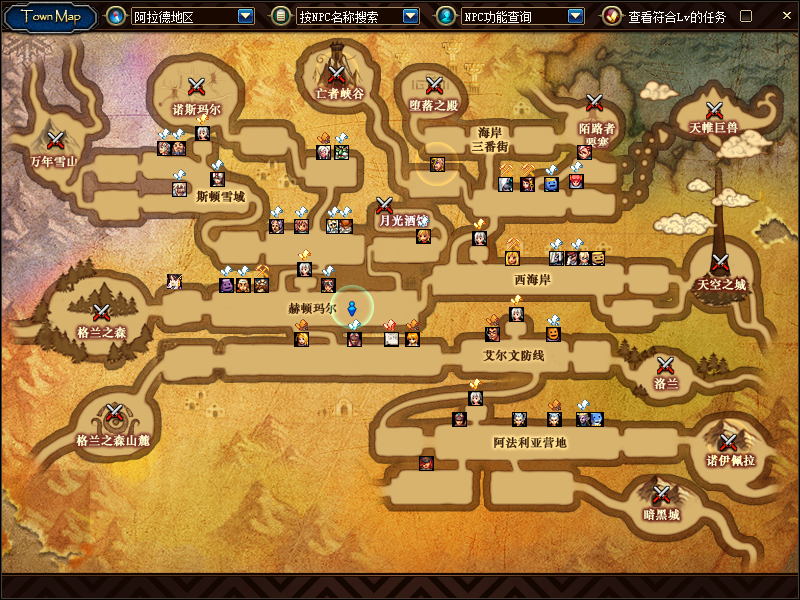 Town Map
阿拉德地区
按NPC名称搜索
NPC功能查询
查看符合Lv的任务
诺斯玛尔
亡者峡谷
堕落之殿
海岸
三番街
陌路者
要塞
天帷巨兽
万年雪山
斯顿雪城
月光酒馆
西海岸
天空之城
赫顿玛尔
格兰之森
艾尔文防线
洛兰
格兰之森山麓
阿法利亚营地
诺伊佩拉
暗黑城